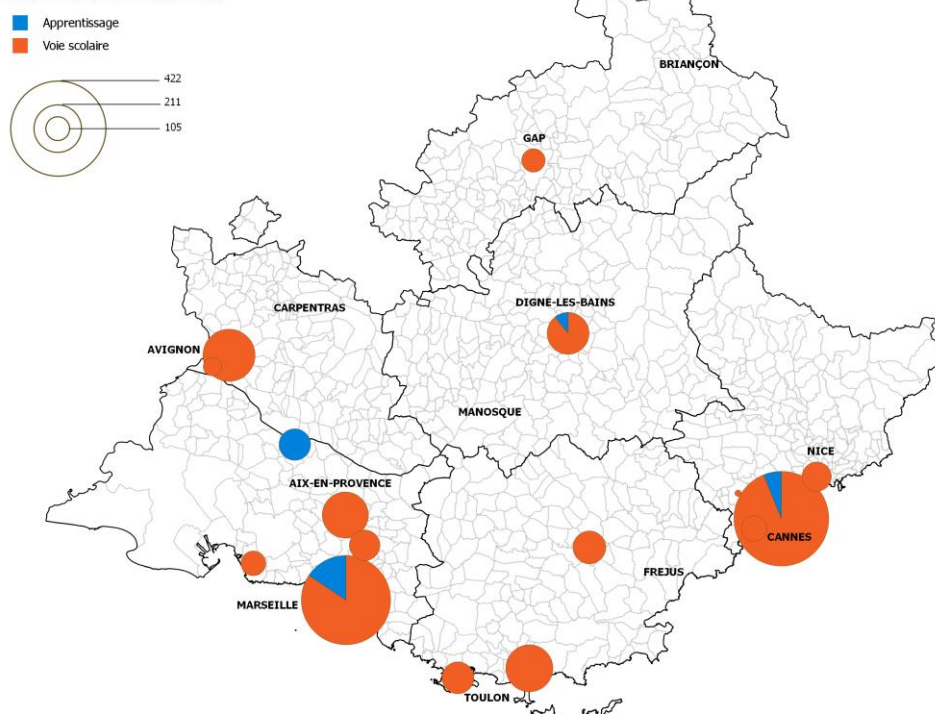 Apprentissage
Voie scolaire
422
211
105
BRIANÇON
GAP
DIGNE-LES-BAINS
CARPENTRAS
AVIGNON
MANOSQUE
NICE
AIX-EN-PROVENCE
CANNES
FREJUS
MARSEILLE
TOULON